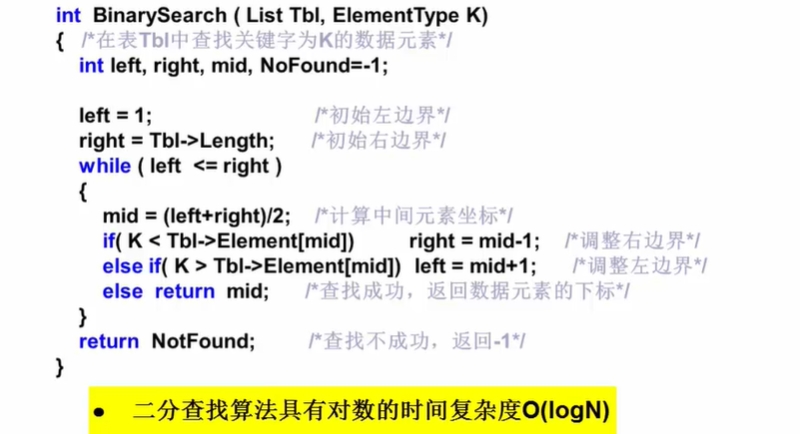 int BinarySearch ( List Tbl, ElementType K)
{ /*在表Tbl中查找关键字为K的数据元素*/
int left, right, mid, NoFound=-1;
left = 1; /*初始左边界*/
right = Tbl->Length; /*初始右边界*/
while ( left <= right )
{
mid = (left+right)/2; /*计算中间元素坐标*/
if( K < Tbl->Element[mid]) right = mid-1; /*调整右边界*/
else if( K > Tbl->Element[mid]) left = mid+1; /*调整左边界*/
else return mid; /*查找成功，返回数据元素的下标*/
}
return NotFound; /*查找不成功，返回-1*/
}
● 二分查找算法具有对数的时间复杂度O(logN)